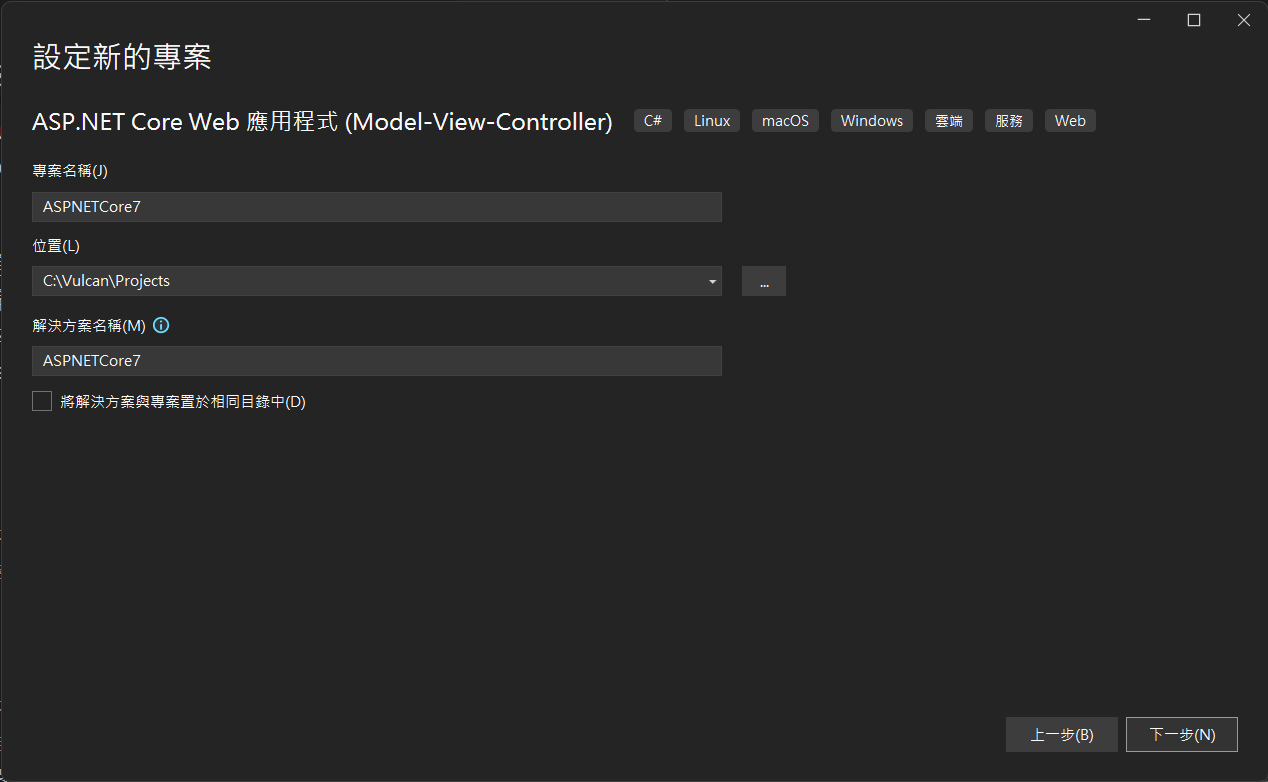 設定新的專案
ASP.NET Core Web 應用程式 (Model-View-Controller) C# Linux macOS Windows 雲端 服務 Web
專案名稱(J)
ASPNETCore7
位置(L)
C:\Vulcan\Projects
...
解決方案名稱(M)
ASPNETCore7
將解決方案與專案置於相同目錄中(D)
上一步(B) 下一步(N)